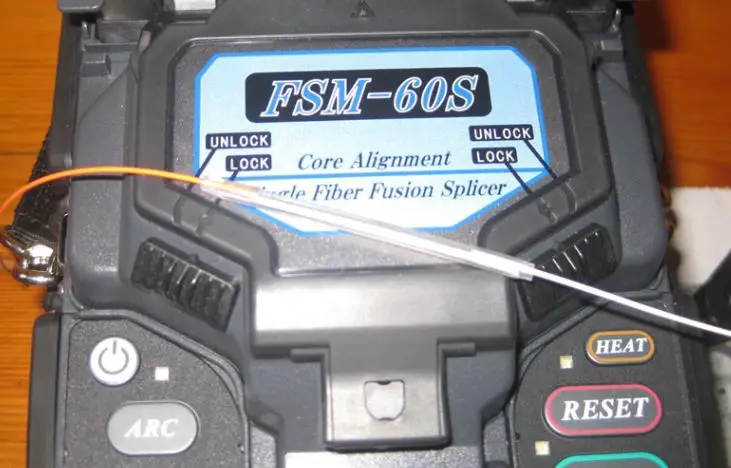 FSM-60S
UNLOCK
UNLOCK
LOCK
LOCK
Core Alignment
Fiber Fusion Splicer
HEAT
ARC
RESET